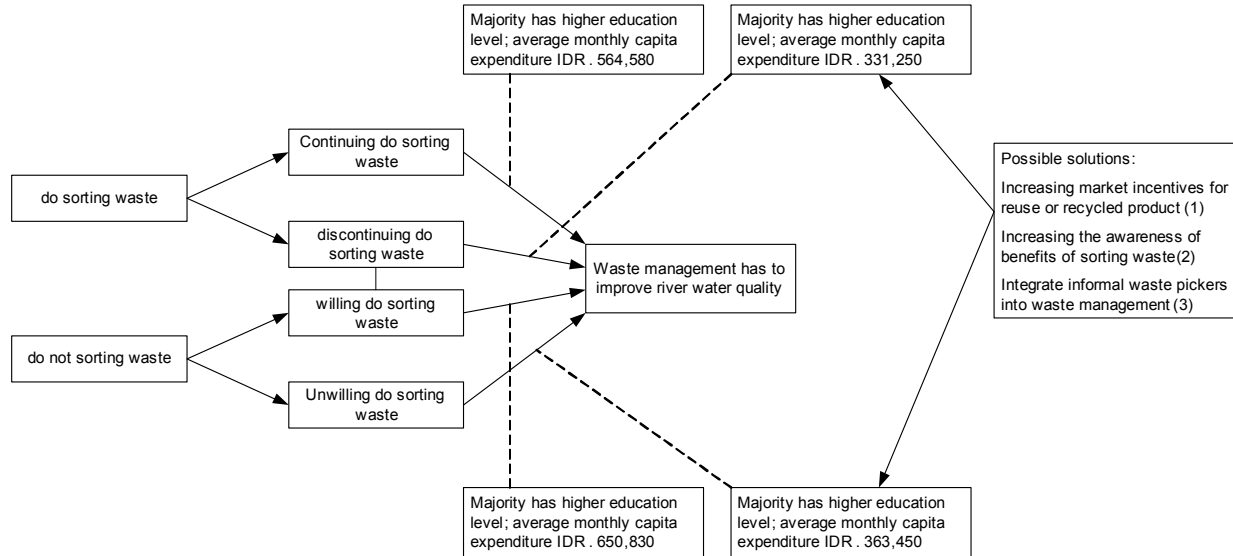 Majority has higher education
level; average monthly capita
expenditure IDR . 564,580
Majority has higher education
level; average monthly capita
expenditure IDR . 331,250
Continuing do sorting
waste
do sorting waste
discontinuing do
sorting waste
willing do sorting
waste
do not sorting waste
Unwilling do sorting
waste
Waste management has to
improve river water quality
Possible solutions:
Increasing market incentives for
reuse or recycled product (1)
Increasing the awareness of
benefits of sorting waste(2)
Integrate informal waste pickers
into waste management (3)
Majority has higher education
level; average monthly capita
expenditure IDR . 650,830
Majority has higher education
level; average monthly capita
expenditure IDR . 363,450